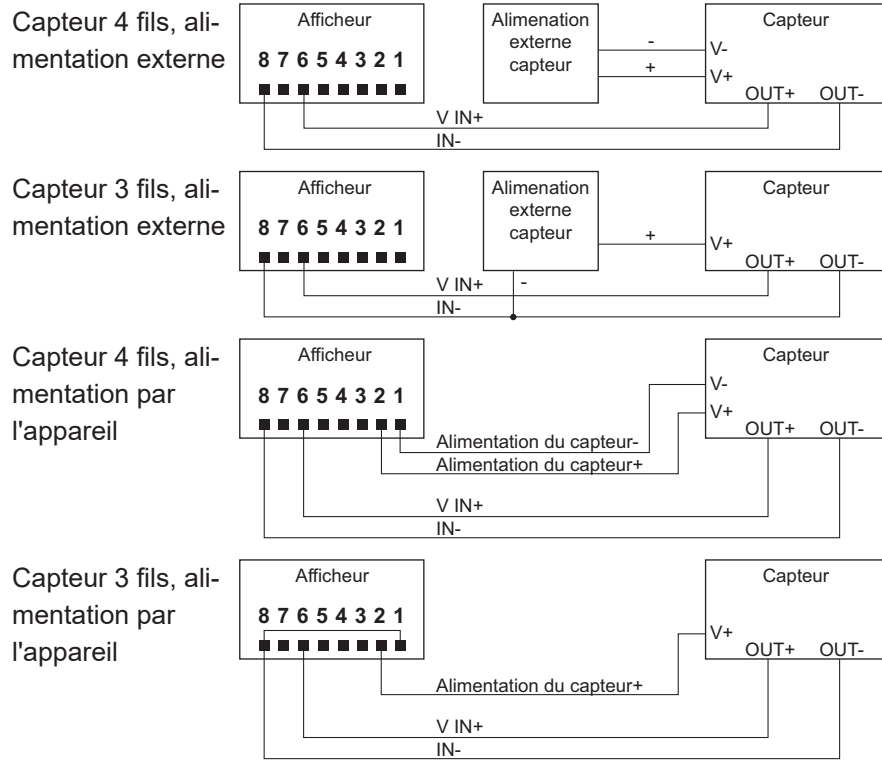 Capteur 4 fils, ali-
mentation externe
Afficheur
8 7 6 5 4 3 2 1
Alimenation
externe
capteur
-
+
Capteur
V-
V+
OUT+ OUT-
V IN+
IN-
Capteur 3 fils, ali-
mentation externe
Afficheur
8 7 6 5 4 3 2 1
Alimenation
externe
capteur
+
Capteur
V+
OUT+ OUT-
V IN+
-
IN-
Capteur 4 fils, ali-
mentation par
l'appareil
Afficheur
8 7 6 5 4 3 2 1
Capteur
V-
V+
OUT+ OUT-
Alimentation du capteur-
Alimentation du capteur+
V IN+
IN-
Capteur 3 fils, ali-
mentation par
l'appareil
Afficheur
8 7 6 5 4 3 2 1
Capteur
V+
OUT+ OUT-
Alimentation du capteur+
V IN+
IN-